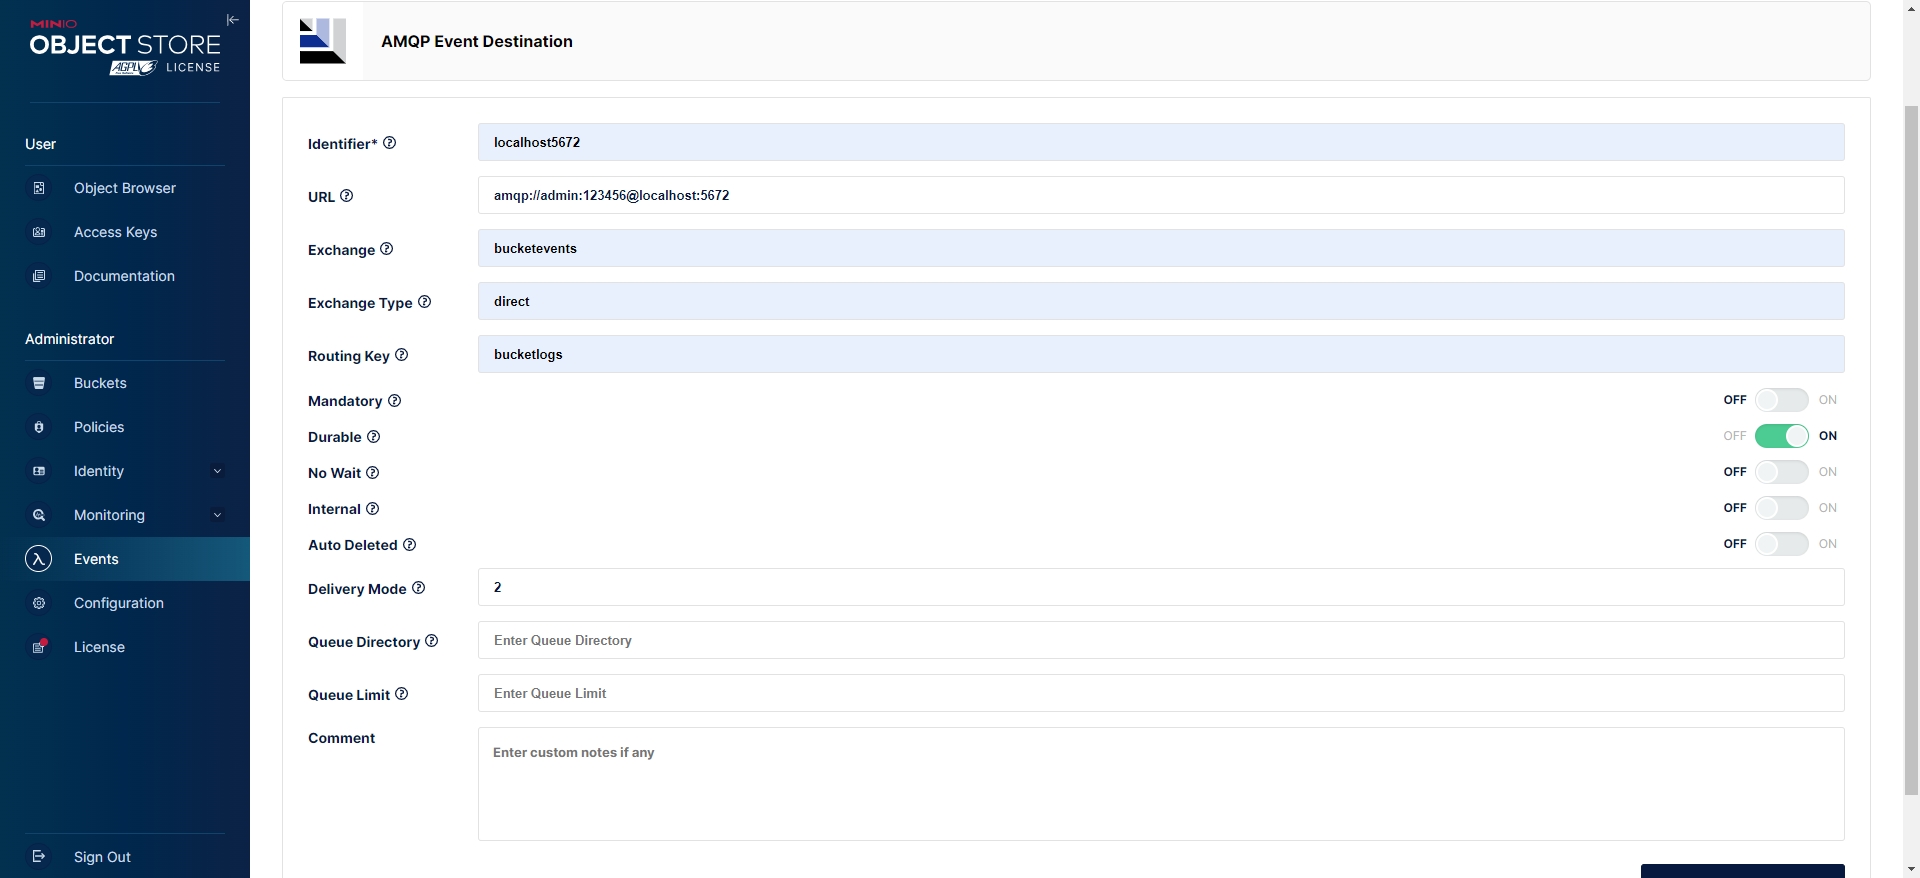 MINIO
OBJECT STORE
AGPLv3 LICENSE
User
Object Browser
Access Keys
Documentation
Administrator
Buckets
Policies
Identity
Monitoring
Events
Configuration
License
Sign Out
AMQP Event Destination
Identifier* localhost5672
URL amqp://admin:123456@localhost:5672
Exchange bucketevents
Exchange Type direct
Routing Key bucketlogs
Mandatory OFF ON
Durable OFF ON
No Wait OFF ON
Internal OFF ON
Auto Deleted OFF ON
Delivery Mode 2
Queue Directory Enter Queue Directory
Queue Limit Enter Queue Limit
Comment Enter custom notes if any